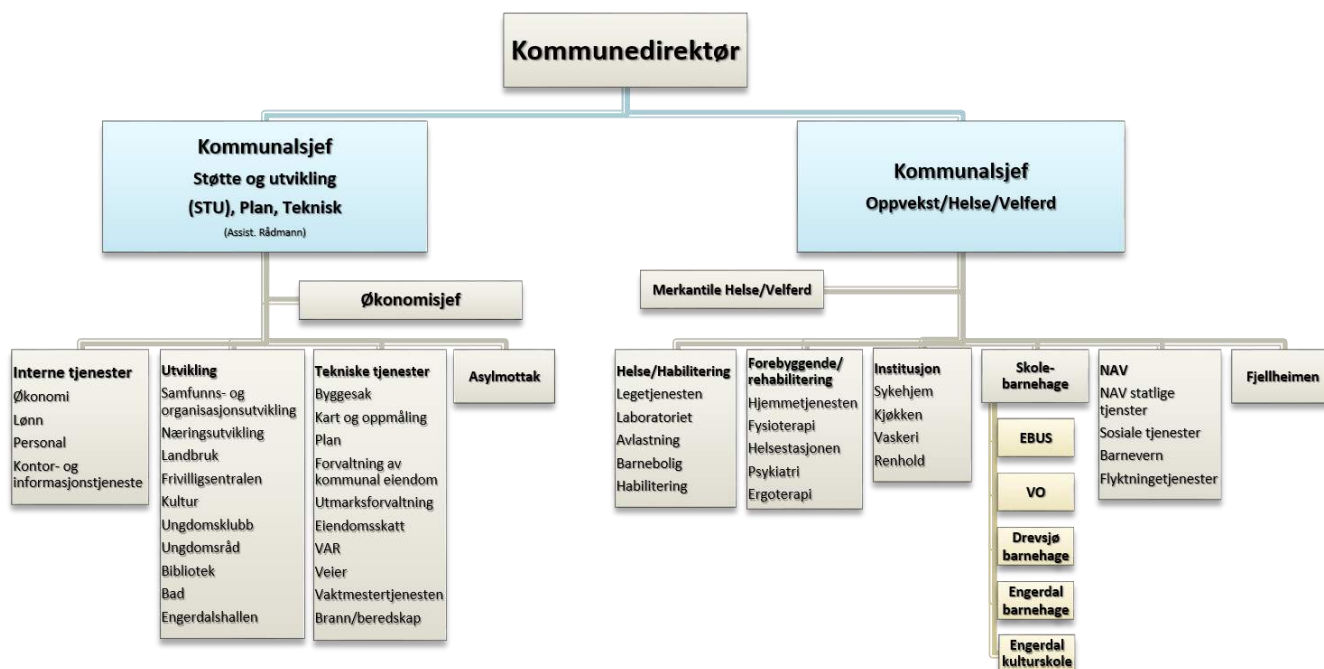 Kommunedirektør
Kommunalsjef
Støtte og utvikling
(STU), Plan, Teknisk
(Assist. Rådmann)
Kommunalsjef
Oppvekst/Helse/Velferd
Økonomisjef
Merkantile Helse/Velferd
Interne tjenester
Økonomi
Lønn
Personal
Kontor- og
informasjonstjeneste
Utvikling
Samfunns- og
organisasjonsutvikling
Næringsutvikling
Landbruk
Frivilligsentralen
Kultur
Ungdomsklubb
Ungdomsråd
Bibliotek
Bad
Engerdalshallen
Tekniske tjenester
Byggesak
Kart og oppmåling
Plan
Forvaltning av
kommunal eiendom
Utmarksforvaltning
Eiendomsskatt
VAR
Veier
Vaktmestertjenesten
Brann/beredskap
Asylmottak
Helse/Habilitering
Legetjenesten
Laboratoriet
Avlastning
Barnebolig
Habilitering
Forebyggende/
rehabilitering
Hjemmetjenesten
Fysioterapi
Helsestasjonen
Psykiatri
Ergoterapi
Institusjon
Sykehjem
Kjøkken
Vaskeri
Renhold
Skole-
barnehage
EBUS
VO
Drevsjø
barnehage
Engerdal
barnehage
Engerdal
kulturskole
NAV
NAV statlige
tjenster
Sosiale tjenester
Barnevern
Flyktningetjenester
Fjellheimen